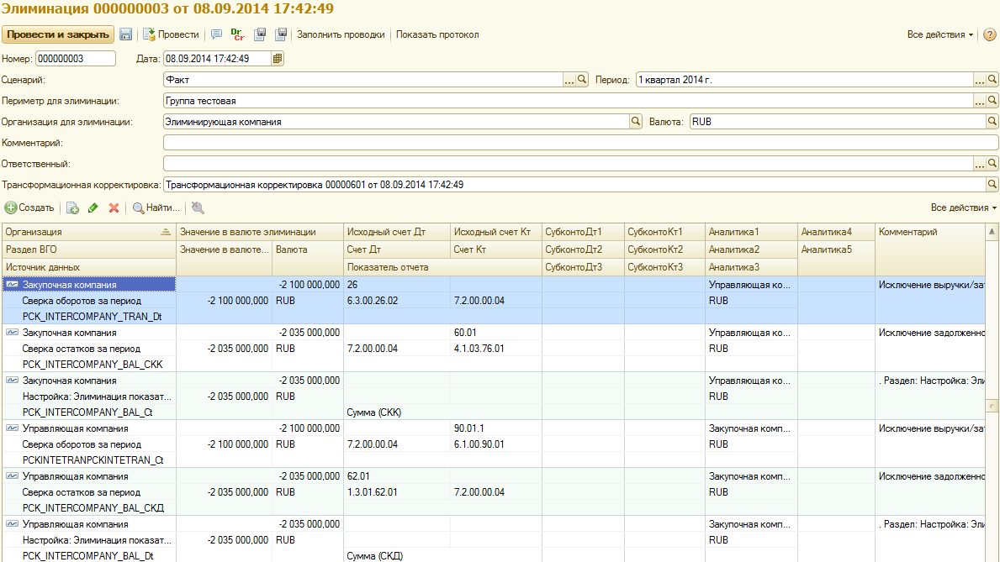 Элиминация 000000003 от 08.09.2014 17:42:49
Провести и закрыть Провести Dr Cr Заполнить проводки Показать протокол Все действия
Номер: 000000003 Дата: 08.09.2014 17:42:49
Сценарий: Факт Период: 1 квартал 2014 г.
Периметр для элиминации: Группа тестовая
Организация для элиминации: Элиминирующая компания Валюта: RUB
Комментарий:
Ответственный:
Трансформационная корректировка: Трансформационная корректировка 00000601 от 08.09.2014 17:42:49
Создать Найти... Все действия
Организация Значение в валюте элиминации Исходный счет Дт Исходный счет Кт СубконтоДт1 СубконтоКт1 Аналитика1 Аналитика4 Комментарий
Раздел ВГО Значение в валюте... Валюта Счет Дт Счет Кт СубконтоДт2 СубконтоКт2 Аналитика2 Аналитика5
Источник данных Показатель отчета СубконтоДт3 СубконтоКт3 Аналитика3
Закупочная компания -2 100 000,000 26 Управляющая ко... Исключение выручки/зат
Сверка оборотов за период -2 100 000,000 RUB 6.3.00.26.02 7.2.00.00.04 RUB
PCK_INTERCOMPANY_TRAN_Dt
Закупочная компания -2 035 000,000 60.01 Управляющая ко... Исключение задолженно
Сверка остатков за период -2 035 000,000 RUB 7.2.00.00.04 4.1.03.76.01 RUB
PCK_INTERCOMPANY_BAL_СКК
Закупочная компания -2 035 000,000 Управляющая ко... . Раздел: Настройка: Эли
Настройка: Элиминация показат... -2 035 000,000 RUB RUB
PCK_INTERCOMPANY_BAL_Ct Сумма (СКК)
Управляющая компания -2 100 000,000 90.01.1 Закупочная комп... Исключение выручки/зат
Сверка оборотов за период -2 100 000,000 RUB 7.2.00.00.04 6.1.00.90.01 RUB
PCKINTETRANPCKINTETRAN_Ct
Управляющая компания -2 035 000,000 62.01 Закупочная комп... Исключение задолженно
Сверка остатков за период -2 035 000,000 RUB 1.3.01.62.01 7.2.00.00.04 RUB
PCK_INTERCOMPANY_BAL_СКД
Управляющая компания -2 035 000,000 Закупочная комп... . Раздел: Настройка: Эли
Настройка: Элиминация показат... -2 035 000,000 RUB RUB
PCK_INTERCOMPANY_BAL_Dt Сумма (СКД)